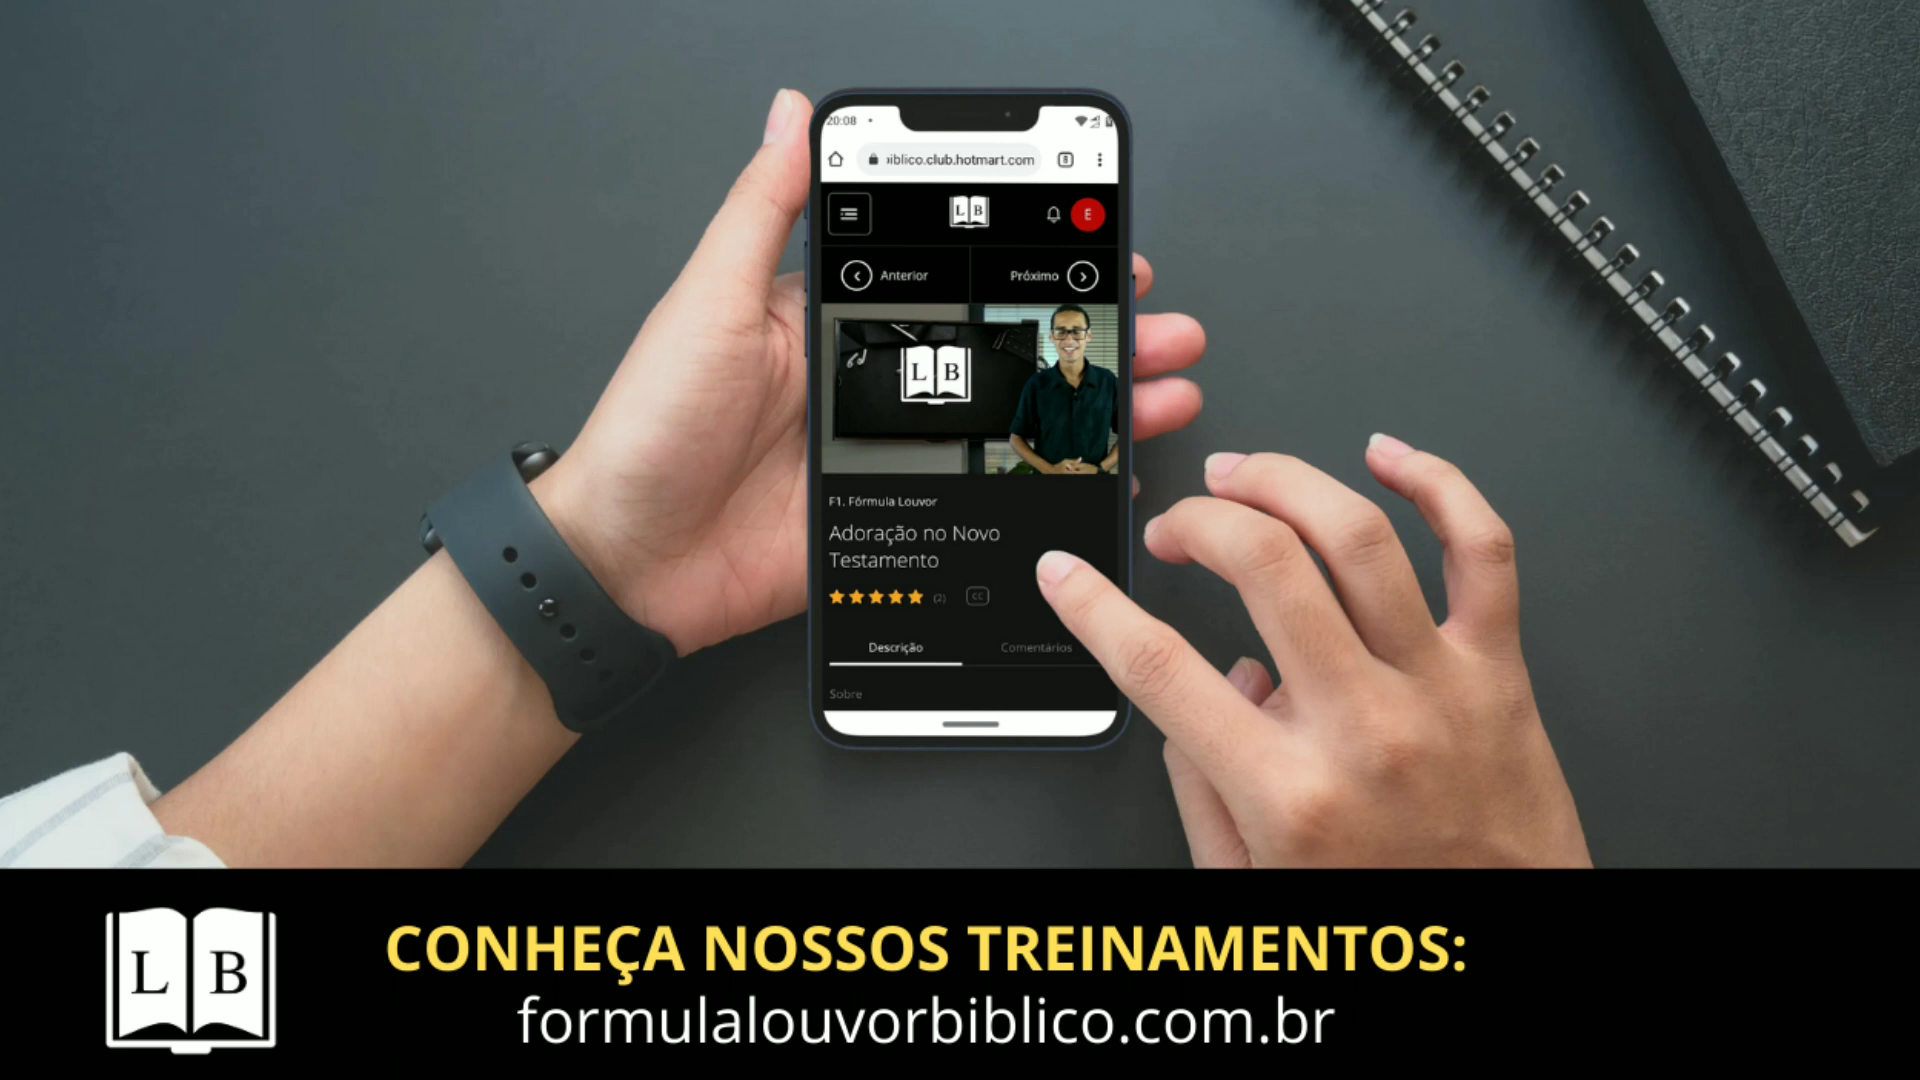 20:08
iblico.club.hotmart.com
8
L B
E
Anterior
Próximo
L B
F1. Fórmula Louvor
Adoração no Novo
Testamento
(2)
CC
Descrição
Comentários
Sobre
L B
CONHEÇA NOSSOS TREINAMENTOS:
formulalouvorbiblico.com.br